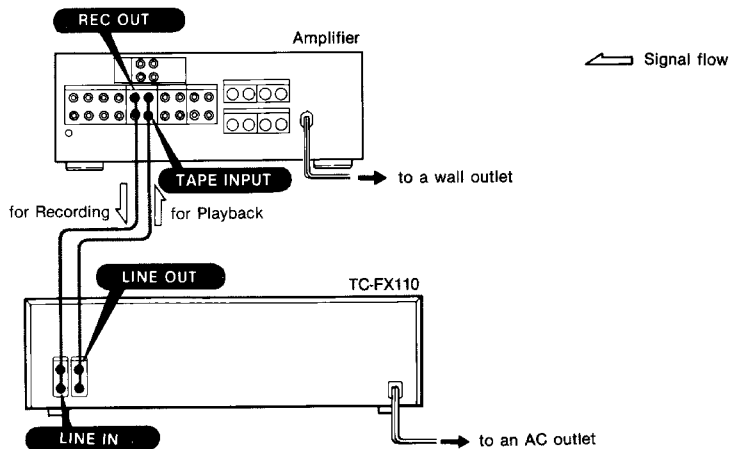 REC OUT
Amplifier
Signal flow
TAPE INPUT
to a wall outlet
for Recording
for Playback
LINE OUT
TC-FX110
LINE IN
to an AC outlet